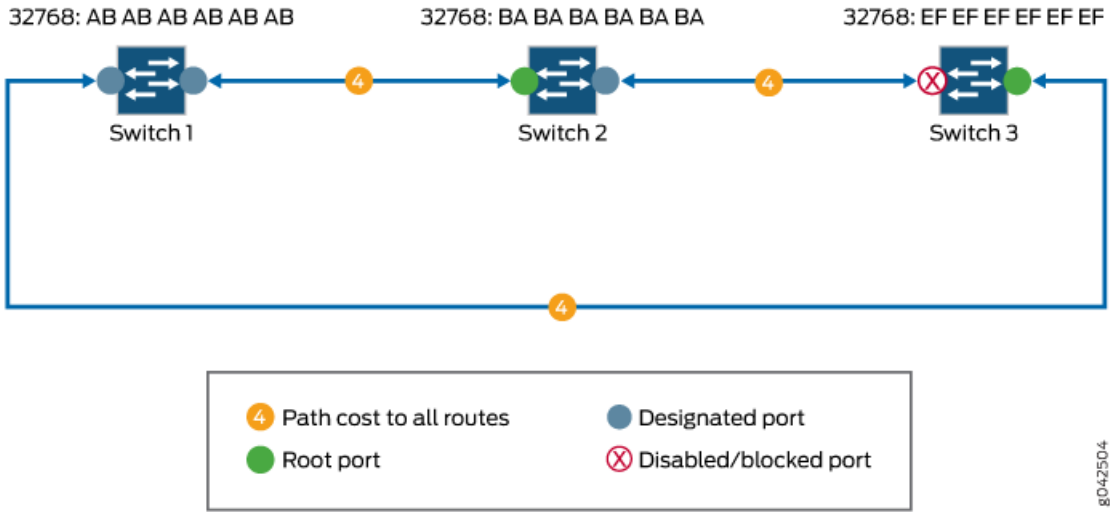 32768: AB AB AB AB AB AB
32768: BA BA BA BA BA BA
32768: EF EF EF EF EF EF
4
4
Switch 1
Switch 2
Switch 3
4
4 Path cost to all routes
Designated port
Root port
X Disabled/blocked port
g042504